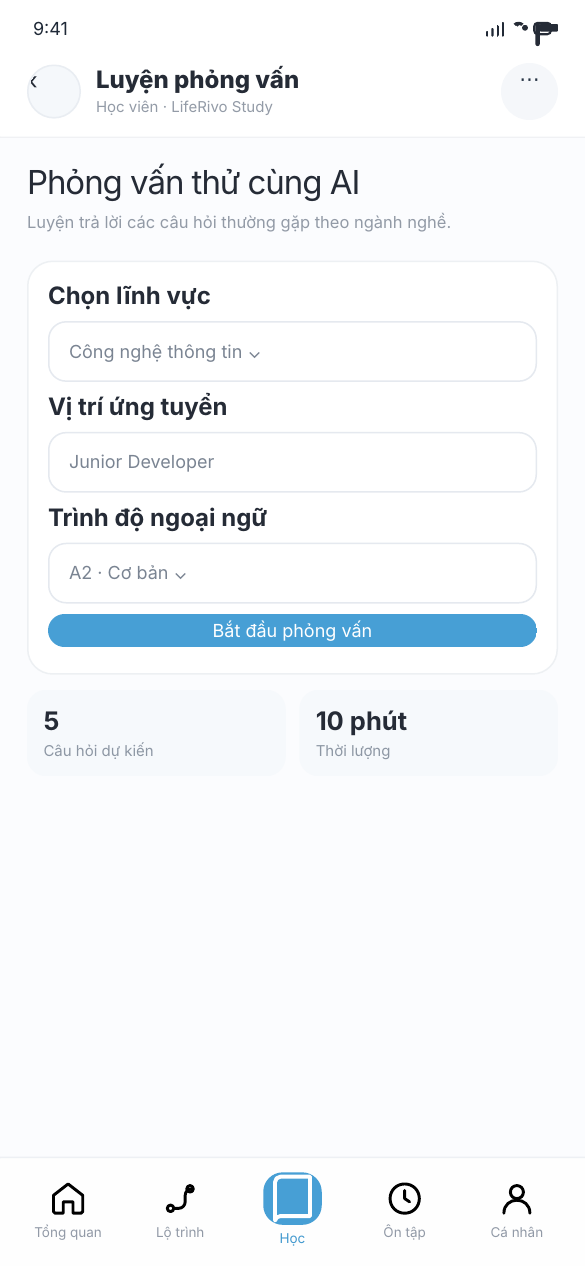 9:41
Luyện phỏng vấn
Học viên · LifeRivo Study
...
Phỏng vấn thử cùng AI
Luyện trả lời các câu hỏi thường gặp theo ngành nghề.
Chọn lĩnh vực
Công nghệ thông tin
Vị trí ứng tuyển
Junior Developer
Trình độ ngoại ngữ
A2 · Cơ bản
Bắt đầu phỏng vấn
5
Câu hỏi dự kiến
10 phút
Thời lượng
Tổng quan
Lộ trình
Học
Ôn tập
Cá nhân